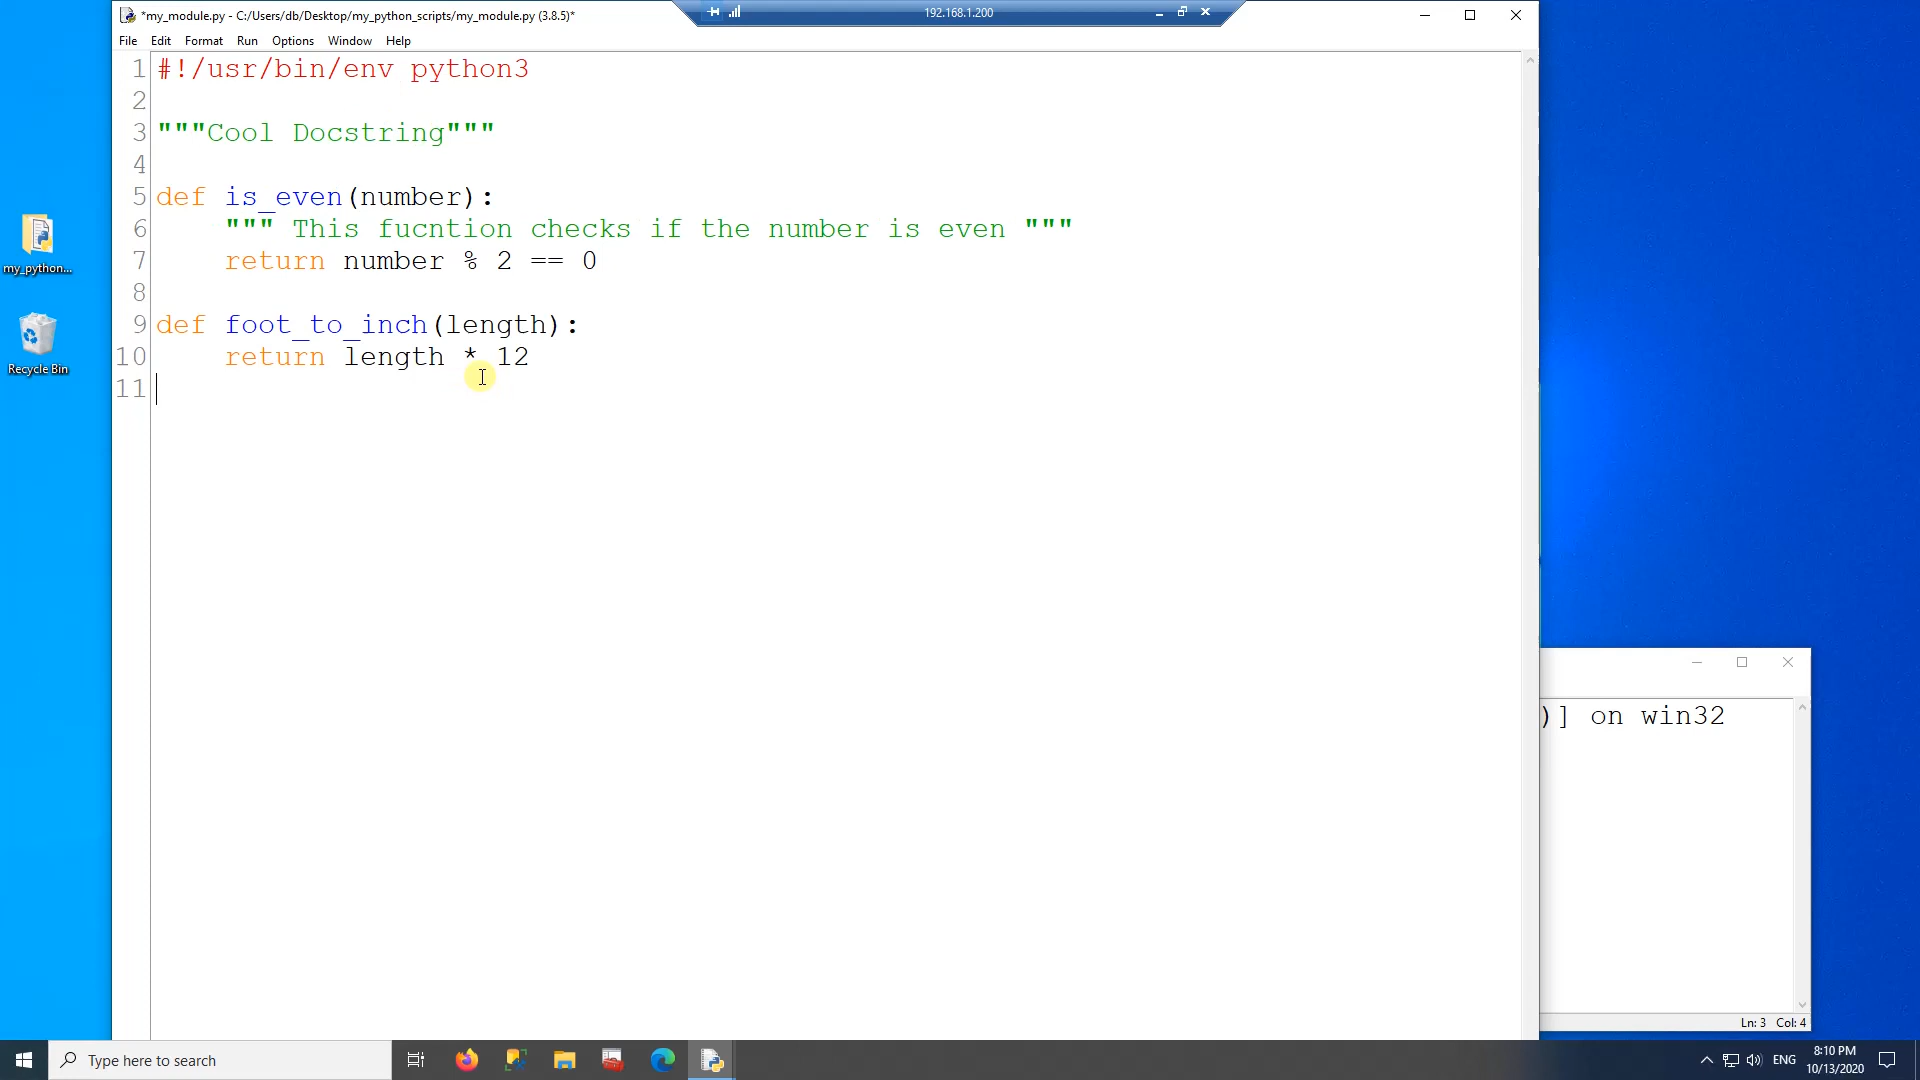 *my_module.py - C:/Users/db/Desktop/my_python_scripts/my_module.py (3.8.5)*
192.168.1.200
File Edit Format Run Options Window Help
1 #!/usr/bin/env python3
2
3 """Cool Docstring"""
4
5 def is_even(number):
6 """ This fucntion checks if the number is even """
7 return number % 2 == 0
8
9 def foot_to_inch(length):
10 return length * 12
11
my_python...
Recycle Bin
)] on win32
Ln: 3 Col: 4
Type here to search
ENG
8:10 PM
10/13/2020